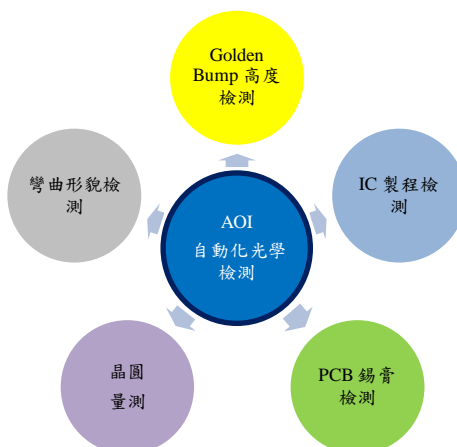 Golden
Bump 高度
檢測
彎曲形貌檢
測
IC 製程檢
測
AOI
自動化光學
檢測
晶圓
量測
PCB 錫膏
檢測